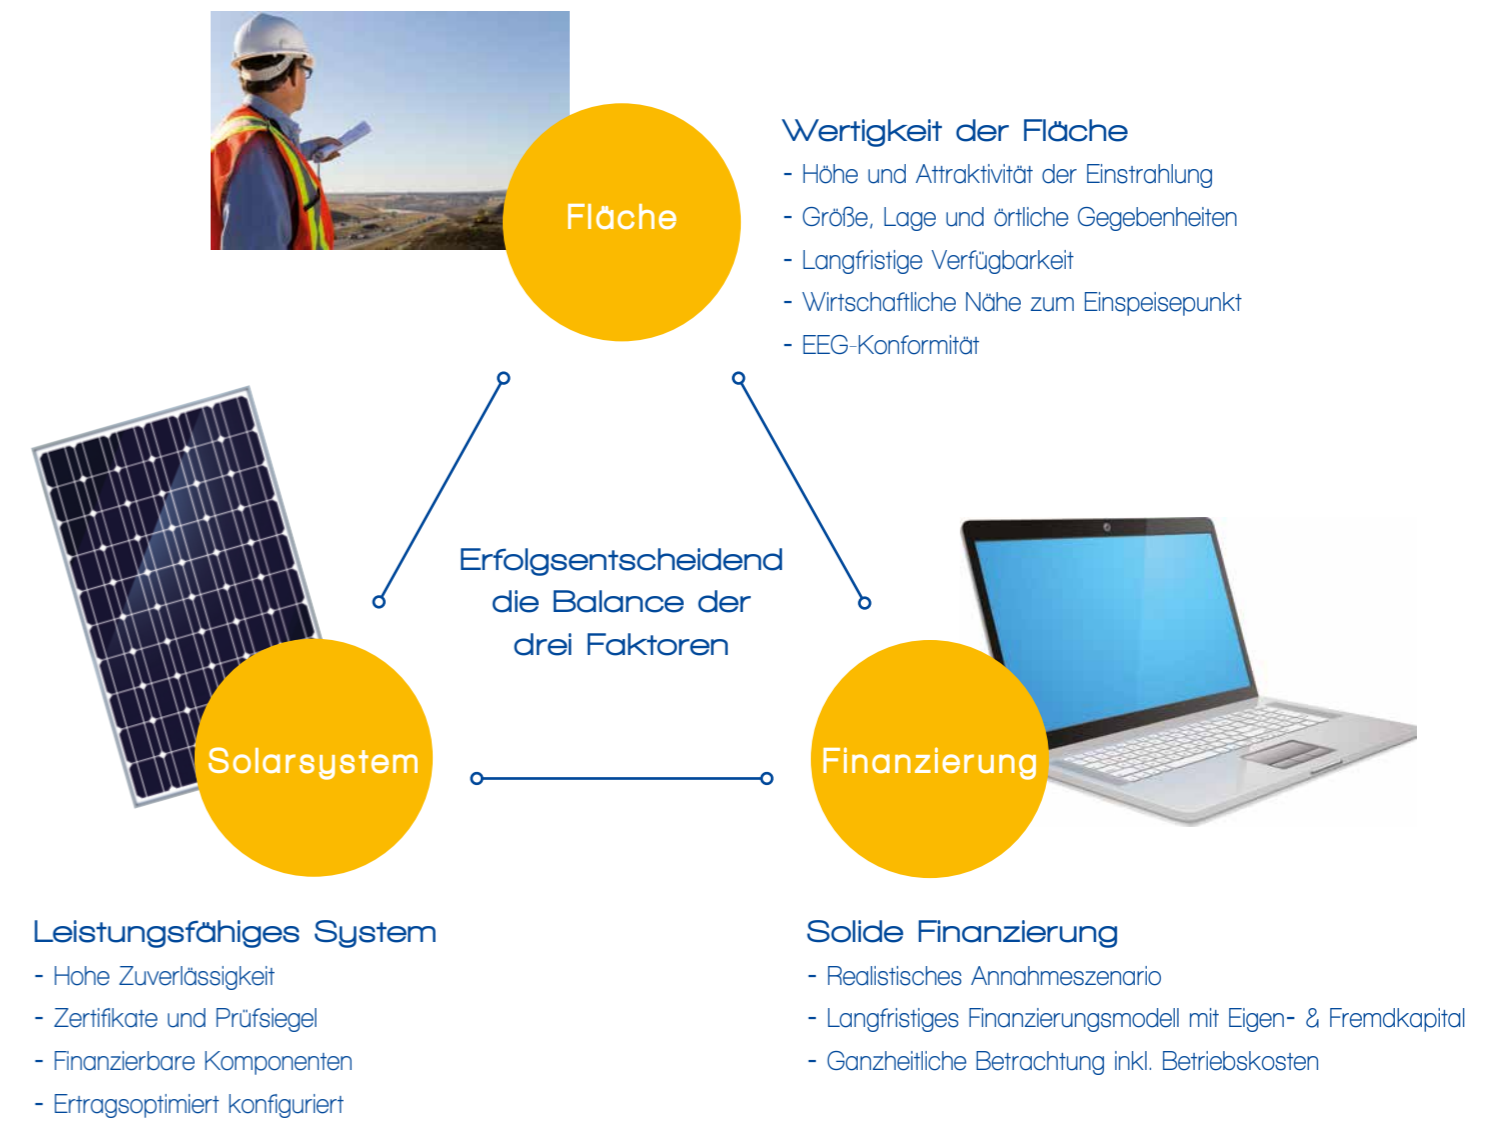 Fläche
Wertigkeit der Fläche
- Höhe und Attraktivität der Einstrahlung
- Größe, Lage und örtliche Gegebenheiten
- Langfristige Verfügbarkeit
- Wirtschaftliche Nähe zum Einspeisepunkt
- EEG-Konformität
Erfolgsentscheidend
die Balance der
drei Faktoren
Solarsystem
Finanzierung
Leistungsfähiges System
- Hohe Zuverlässigkeit
- Zertifikate und Prüfsiegel
- Finanzierbare Komponenten
- Ertragsoptimiert konfiguriert
Solide Finanzierung
- Realistisches Annahmeszenario
- Langfristiges Finanzierungsmodell mit Eigen- & Fremdkapital
- Ganzheitliche Betrachtung inkl. Betriebskosten